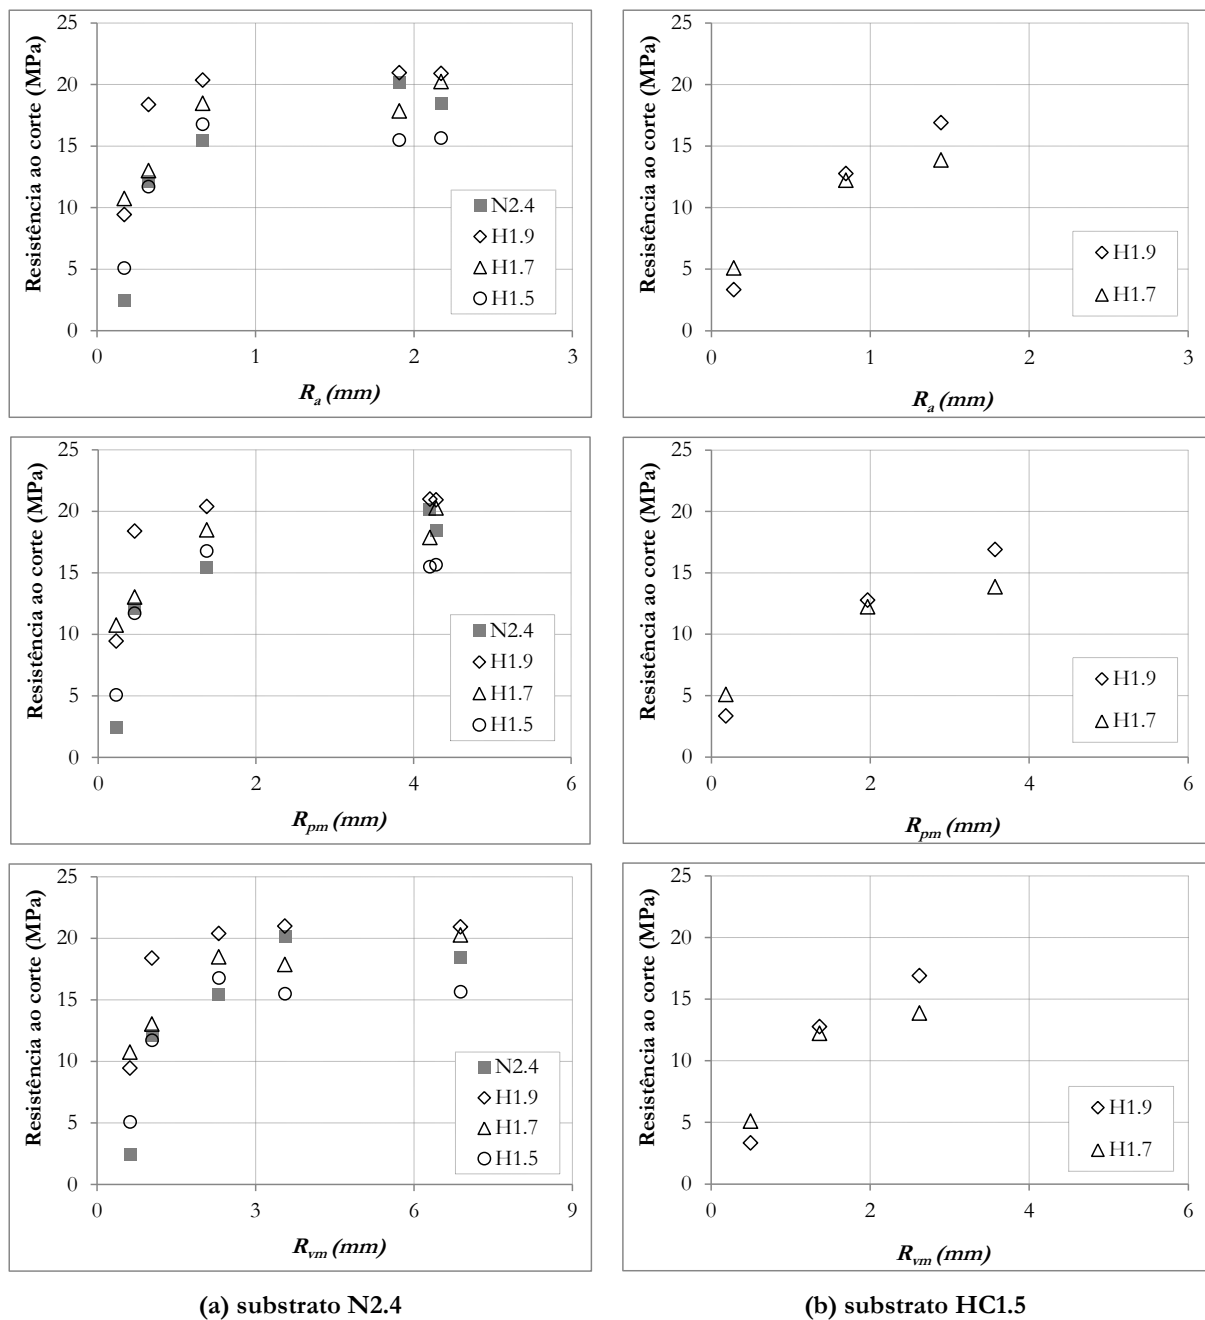 Resistência ao corte (MPa)
25
20
15
10
5
0
0 1 2 3
R_a (mm)
N2.4
H1.9
H1.7
H1.5
Resistência ao corte (MPa)
25
20
15
10
5
0
0 1 2 3
R_a (mm)
H1.9
H1.7
Resistência ao corte (MPa)
25
20
15
10
5
0
0 2 4 6
R_pm (mm)
N2.4
H1.9
H1.7
H1.5
Resistência ao corte (MPa)
25
20
15
10
5
0
0 2 4 6
R_pm (mm)
H1.9
H1.7
Resistência ao corte (MPa)
25
20
15
10
5
0
0 3 6 9
R_vm (mm)
N2.4
H1.9
H1.7
H1.5
Resistência ao corte (MPa)
25
20
15
10
5
0
0 2 4 6
R_vm (mm)
H1.9
H1.7
(a) substrato N2.4
(b) substrato HC1.5